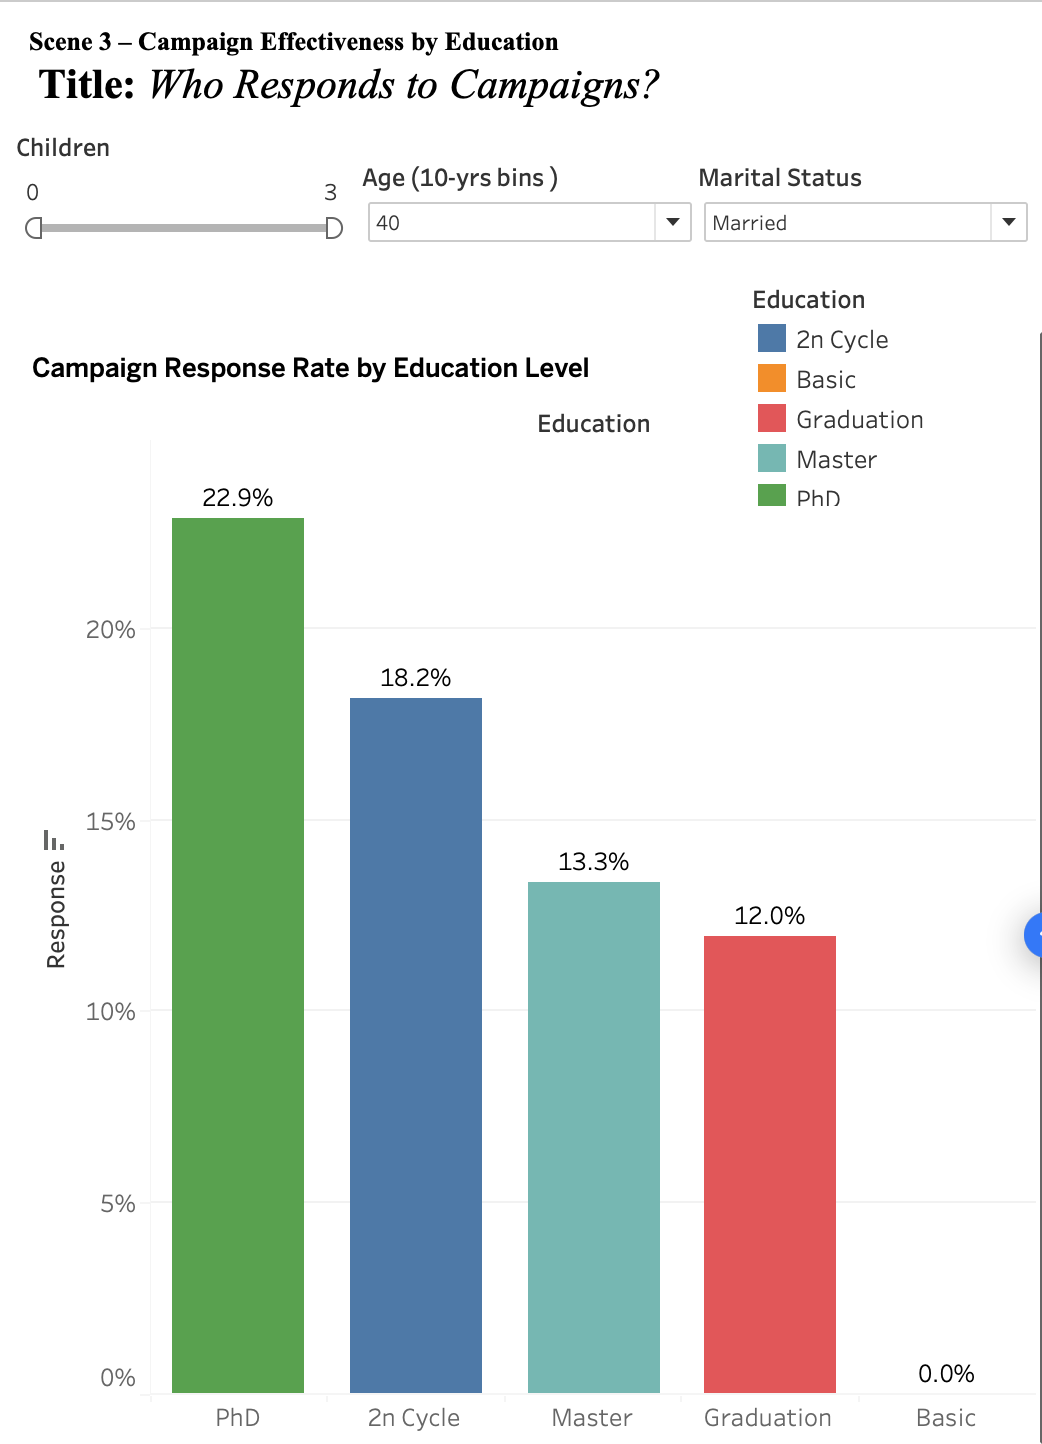 Scene 3 – Campaign Effectiveness by Education
Title: Who Responds to Campaigns?
Children
0 3
Age (10-yrs bins )
40
Marital Status
Married
Education
2n Cycle
Basic
Graduation
Master
PhD
Campaign Response Rate by Education Level
Education
22.9%
18.2%
13.3%
12.0%
0.0%
20%
15%
10%
5%
0%
Response
PhD 2n Cycle Master Graduation Basic